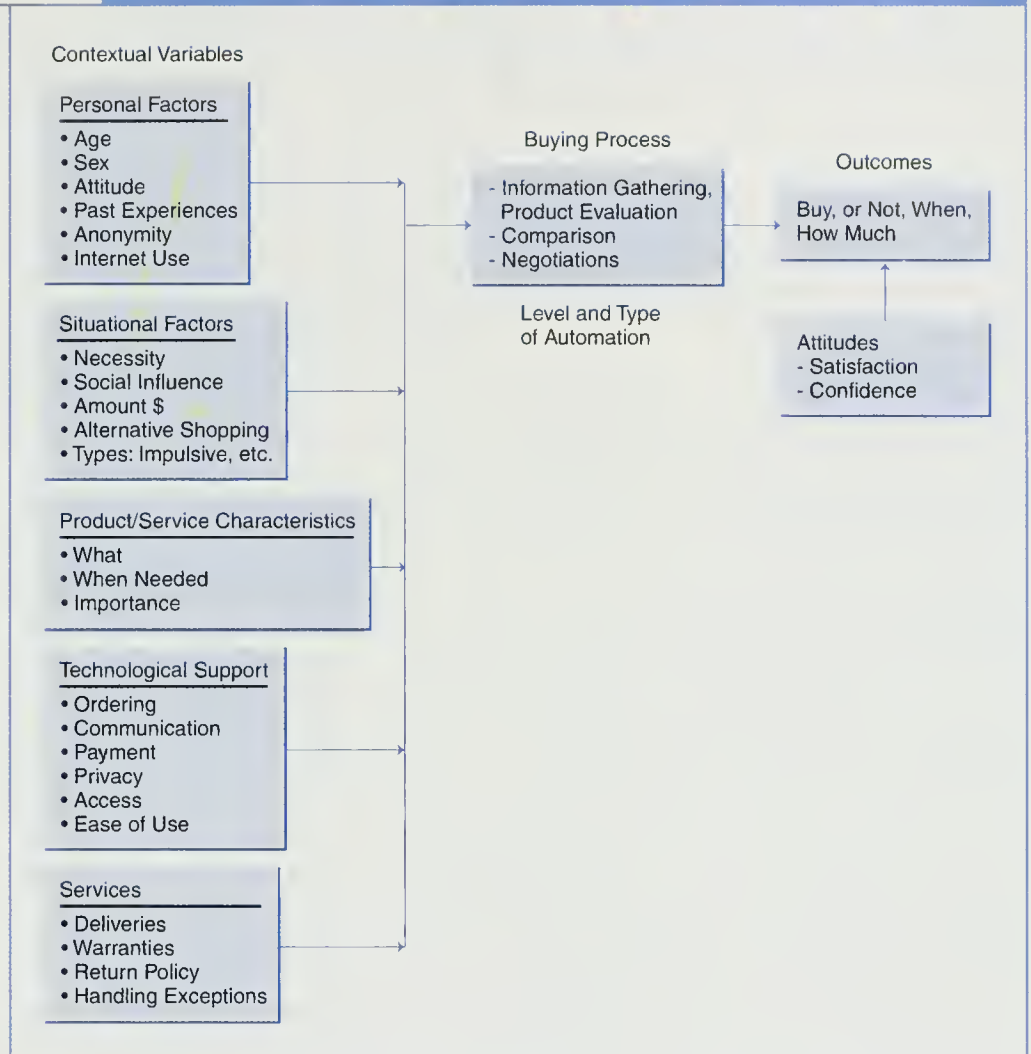 Contextual Variables
Personal Factors
• Age
• Sex
• Attitude
• Past Experiences
• Anonymity
• Internet Use
Situational Factors
• Necessity
• Social Influence
• Amount $
• Alternative Shopping
• Types: Impulsive, etc.
Product/Service Characteristics
• What
• When Needed
• Importance
Technological Support
• Ordering
• Communication
• Payment
• Privacy
• Access
• Ease of Use
Services
• Deliveries
• Warranties
• Return Policy
• Handling Exceptions
Buying Process
- Information Gathering,
Product Evaluation
- Comparison
- Negotiations
Level and Type
of Automation
Outcomes
Buy, or Not, When,
How Much
Attitudes
- Satisfaction
- Confidence